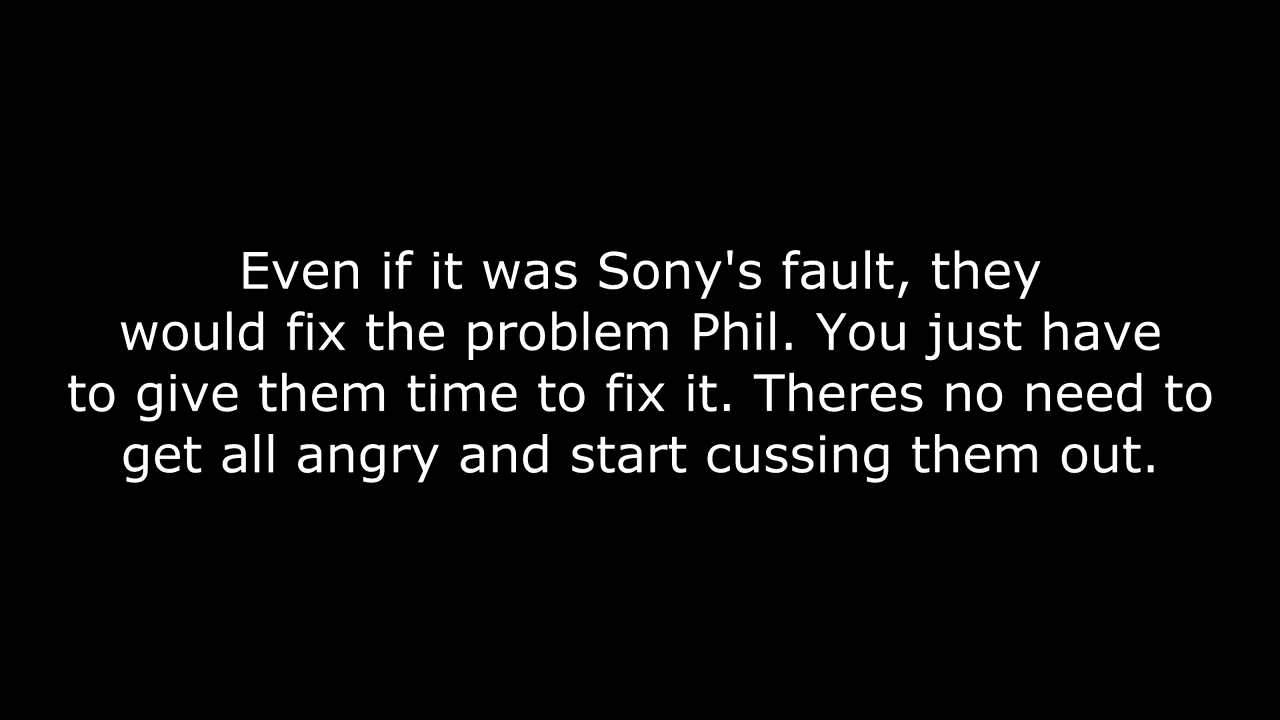 Even if it was Sony's fault, they
would fix the problem Phil. You just have
to give them time to fix it. Theres no need to
get all angry and start cussing them out.